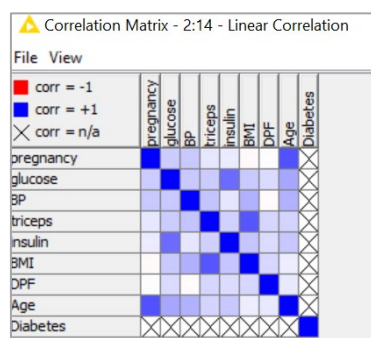 Correlation Matrix - 2:14 - Linear Correlation
File View
corr = -1
corr = +1
corr = n/a
pregnancy
glucose
BP
triceps
insulin
BMI
DPF
Age
Diabetes
pregnancy
glucose
BP
triceps
nsulin
BMI
DPF
Age
Diabetes